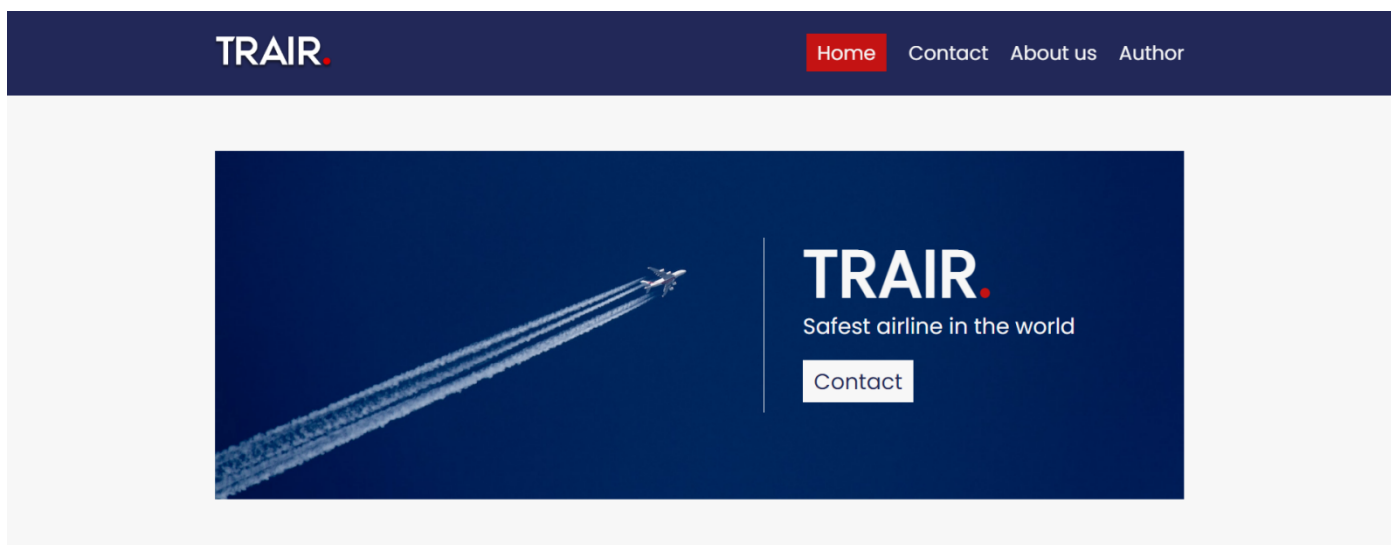 TRAIR.
Home Contact About us Author
TRAIR.
Safest airline in the world
Contact